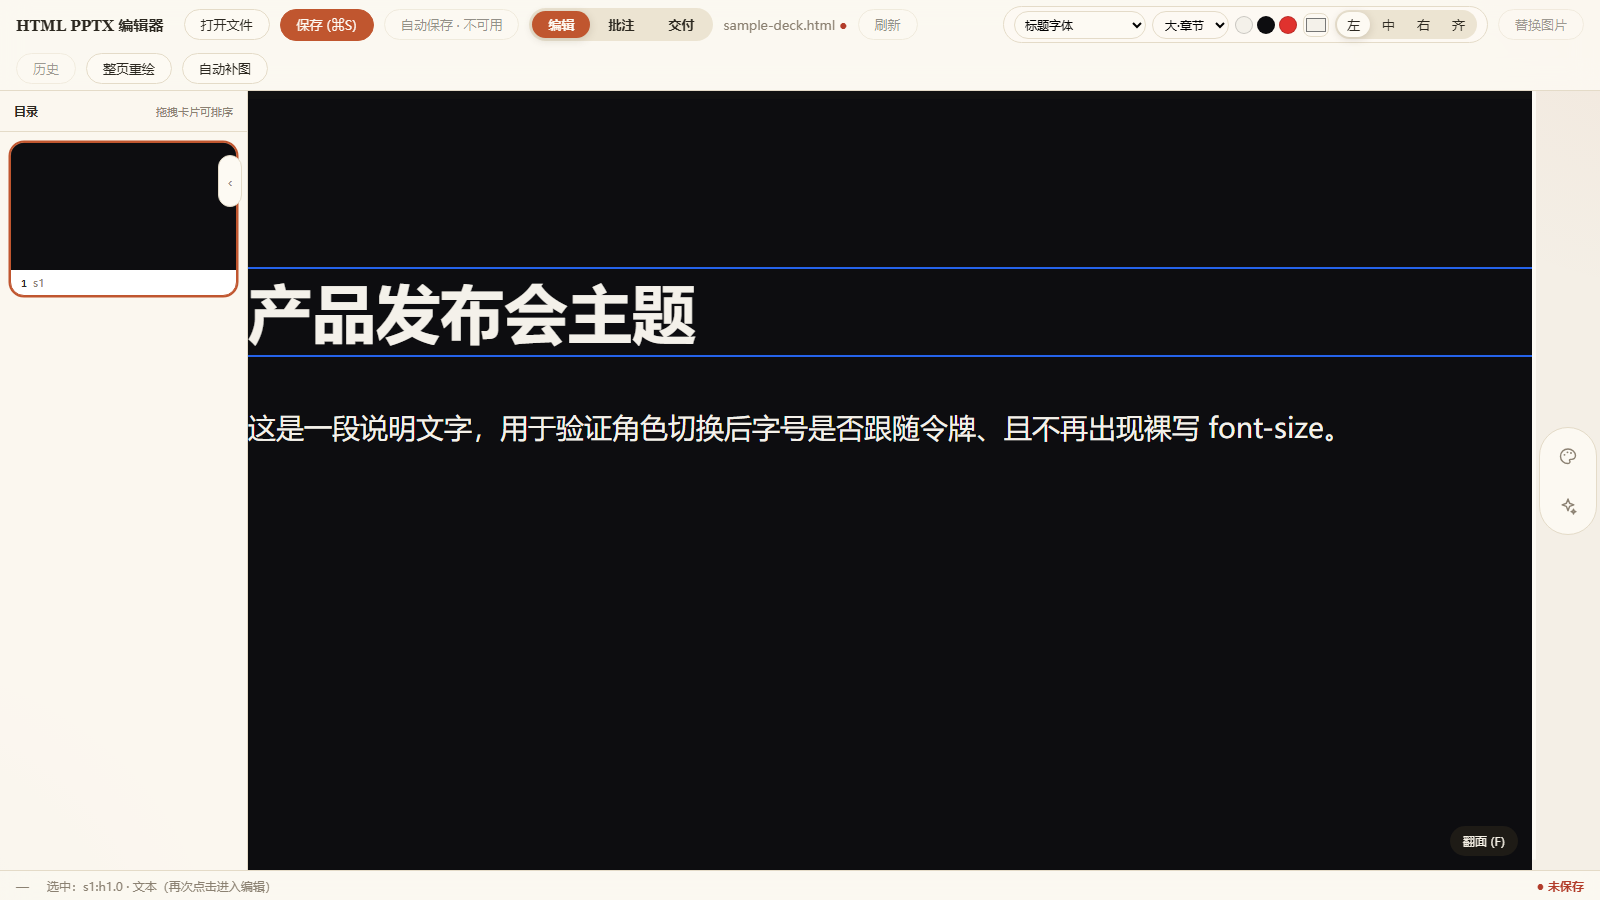 HTML PPTX 编辑器
打开文件
保存 (⌘S)
自动保存 · 不可用
编辑
批注
交付
sample-deck.html
刷新
标题字体
大·章节
左
中
右
齐
替换图片
历史
整页重绘
自动补图
目录
拖拽卡片可排序
1 s1
产品发布会主题
这是一段说明文字，用于验证角色切换后字号是否跟随令牌、且不再出现裸写 font-size。
翻面 (F)
— 选中：s1:h1.0 · 文本（再次点击进入编辑）
未保存